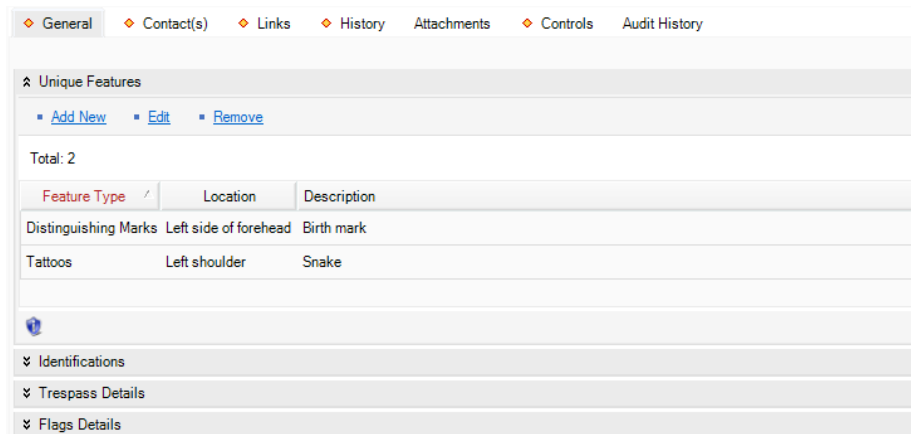 General Contact(s) Links History Attachments Controls Audit History
Unique Features
Add New Edit Remove
Total: 2
Feature Type Location Description
Distinguishing Marks Left side of forehead Birth mark
Tattoos Left shoulder Snake
Identifications
Trespass Details
Flags Details